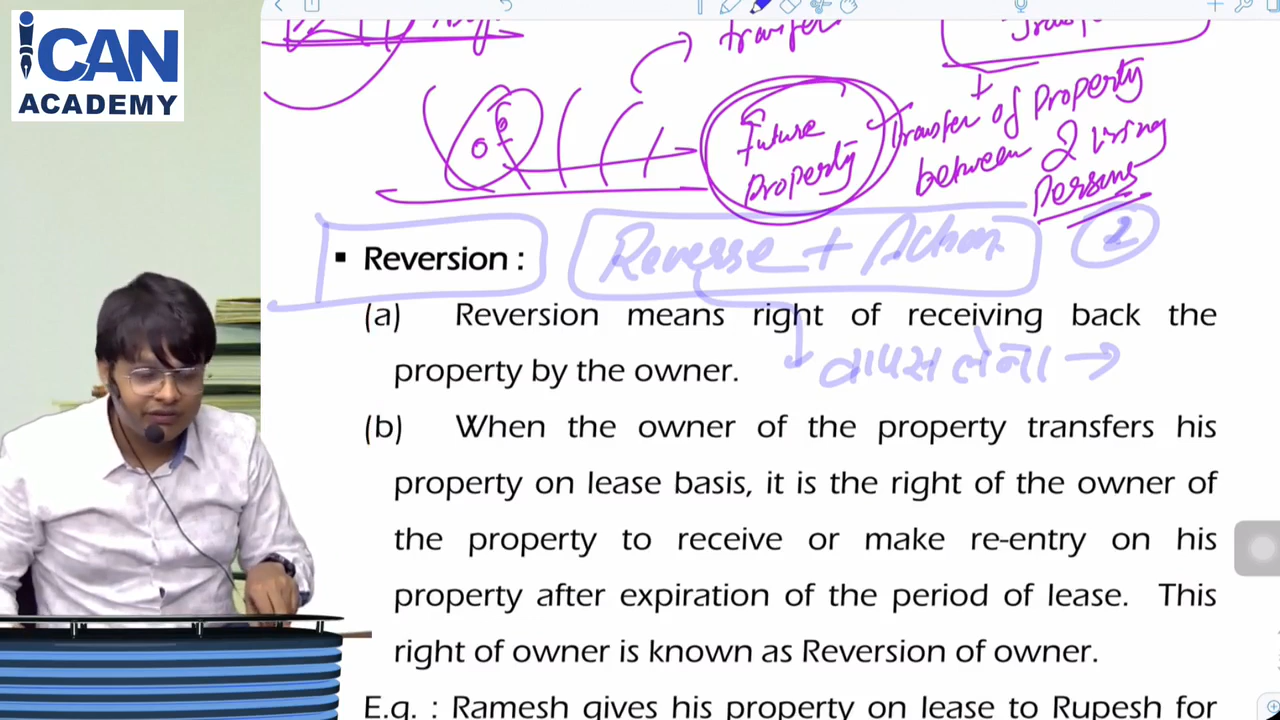 iCAN
ACADEMY
transfer
Future
Property
Transfer of Property
between 2 living
Persons
▪ Reversion :
Reverse + Action
2
(a) Reversion means right of receiving back the
property by the owner.
वापस लेना →
(b) When the owner of the property transfers his
property on lease basis, it is the right of the owner of
the property to receive or make re-entry on his
property after expiration of the period of lease. This
right of owner is known as Reversion of owner.
E.g. : Ramesh gives his property on lease to Rupesh for